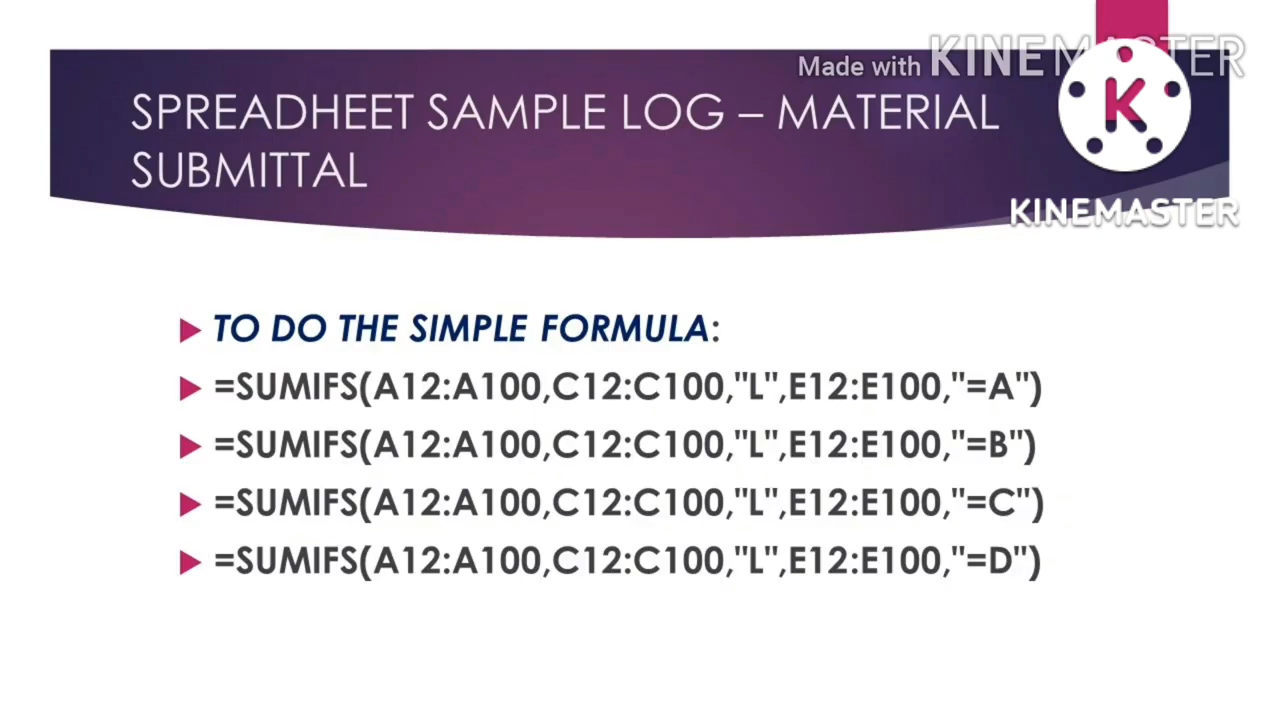 Made with KINEMASTER
SPREADHEET SAMPLE LOG – MATERIAL
SUBMITTAL
K
KINEMASTER
TO DO THE SIMPLE FORMULA:
=SUMIFS(A12:A100,C12:C100,"L",E12:E100,"=A")
=SUMIFS(A12:A100,C12:C100,"L",E12:E100,"=B")
=SUMIFS(A12:A100,C12:C100,"L",E12:E100,"=C")
=SUMIFS(A12:A100,C12:C100,"L",E12:E100,"=D")